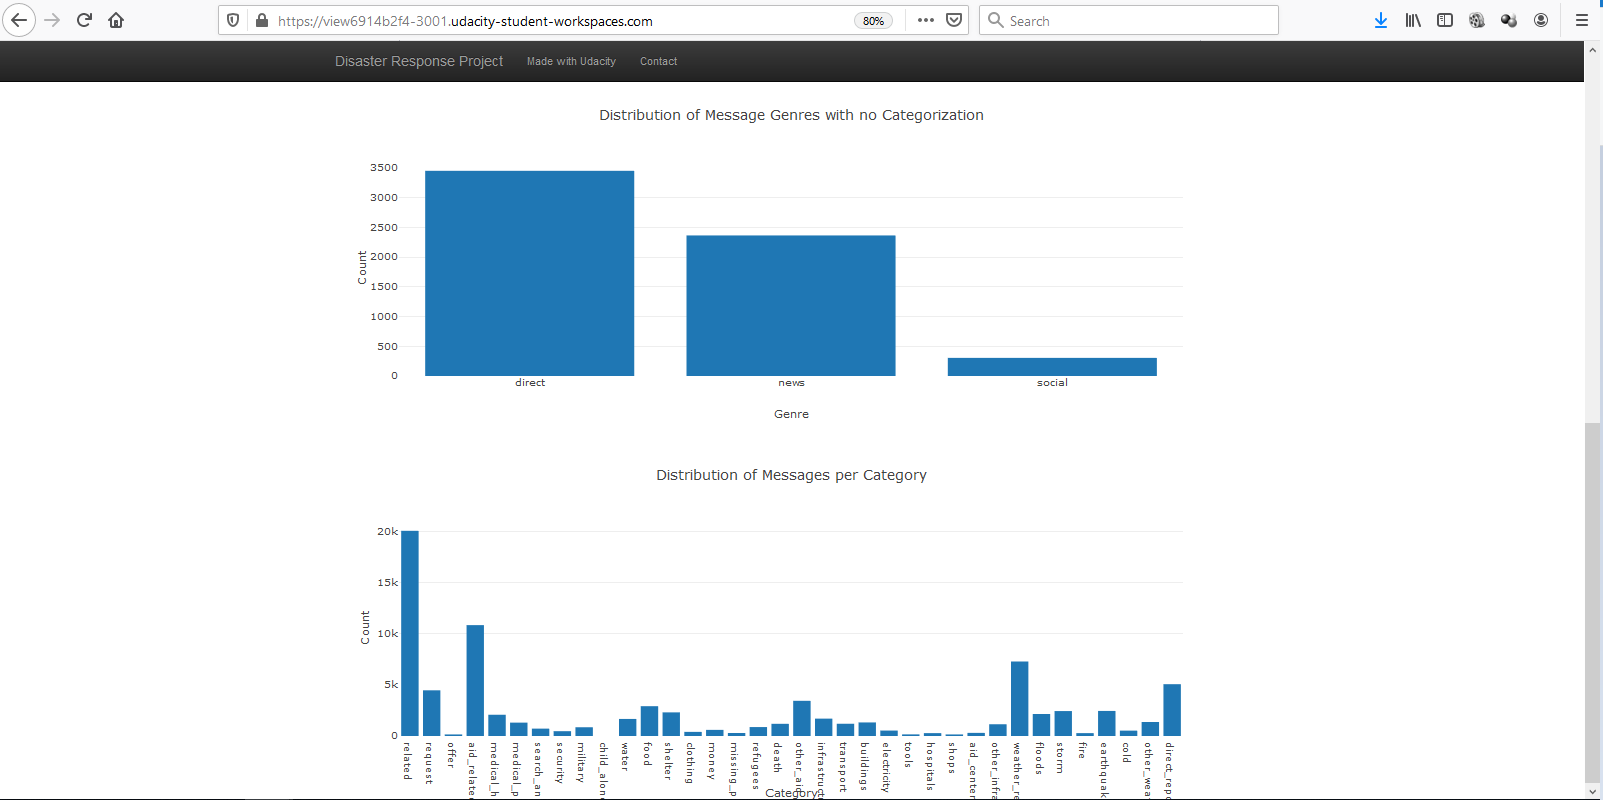 https://view6914b2f4-3001.udacity-student-workspaces.com 80% Search
Disaster Response Project Made with Udacity Contact
Distribution of Message Genres with no Categorization
3500
3000
2500
2000
1500
1000
500
0
Count
direct news social
Genre
Distribution of Messages per Category
20k
15k
10k
5k
0
Count
related
request
offer
aid_relate
medical_h
medical_p
search_an
security
military
child_alon
water
food
shelter
clothing
money
missing_p
refugees
death
other_aid
infrastruct
transport
buildings
electricity
tools
hospitals
shops
aid_center
other_infra
weather_re
floods
storm
fire
earthquak
cold
other_weat
direct_repo
Category